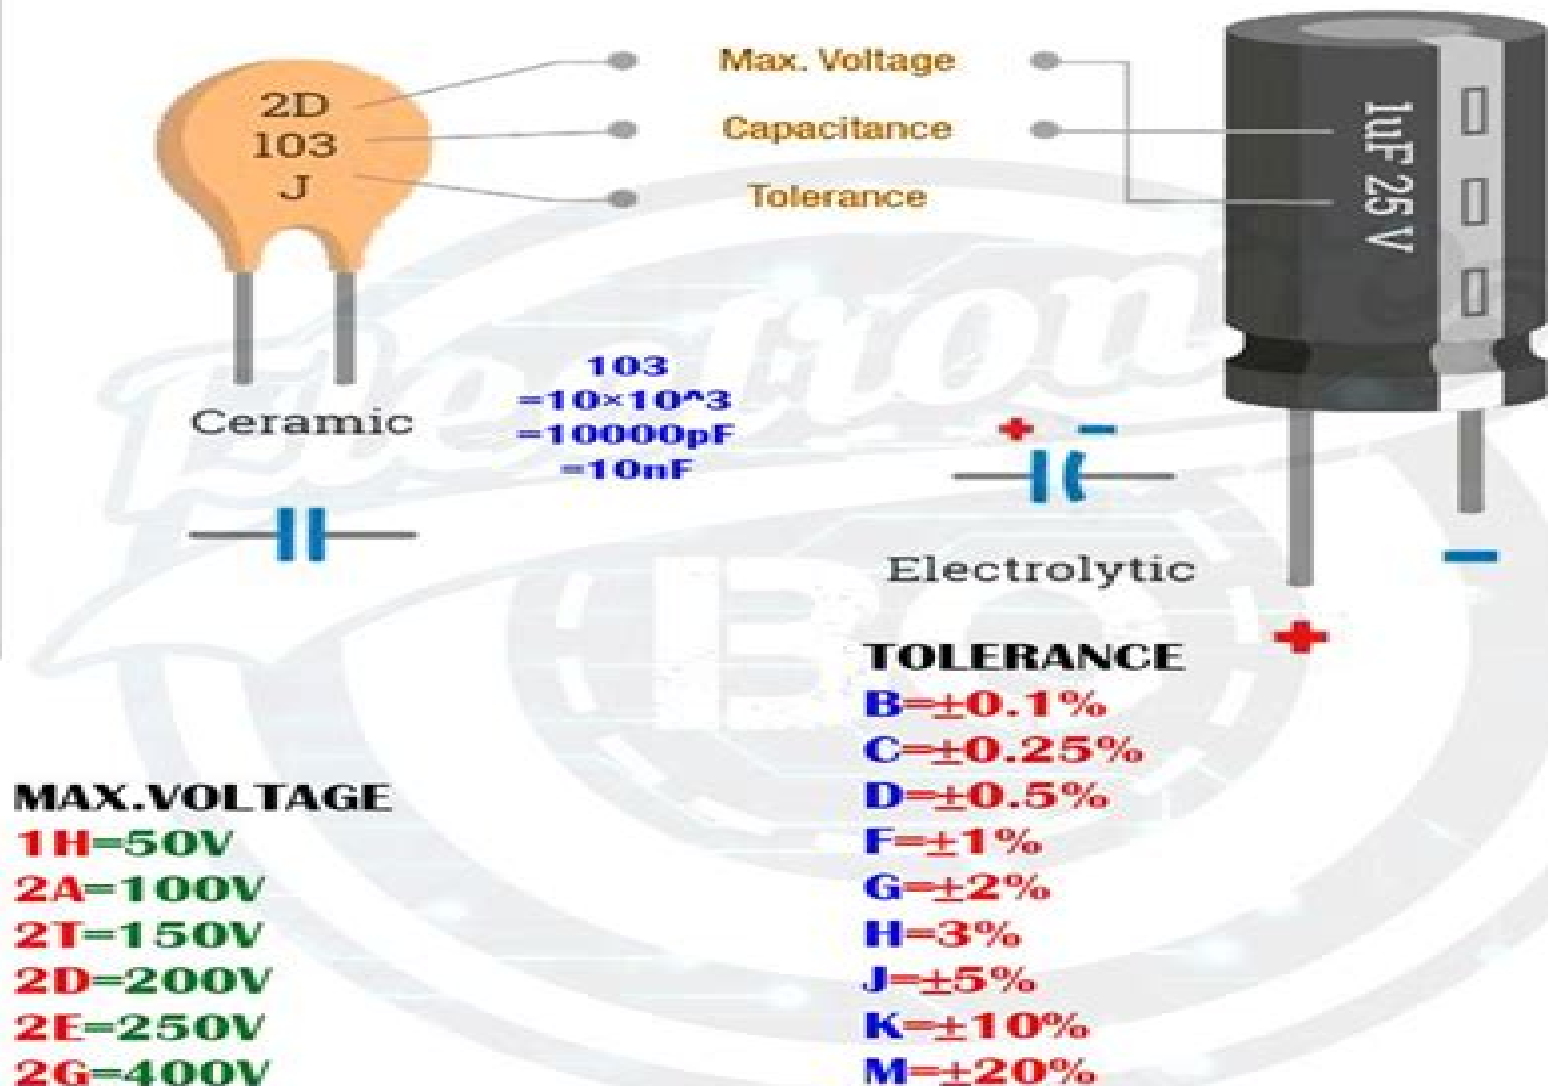 2D
103
J
Max. Voltage
Capacitance
Tolerance
1uF 25 V
Ceramic
103
=10×10^3
=10000pF
=10nF
+ −
Electrolytic
−
+
MAX.VOLTAGE
1H=50V
2A=100V
2T=150V
2D=200V
2E=250V
2G=400V
TOLERANCE
B=±0.1%
C=±0.25%
D=±0.5%
F=±1%
G=±2%
H=3%
J=±5%
K=±10%
M=±20%